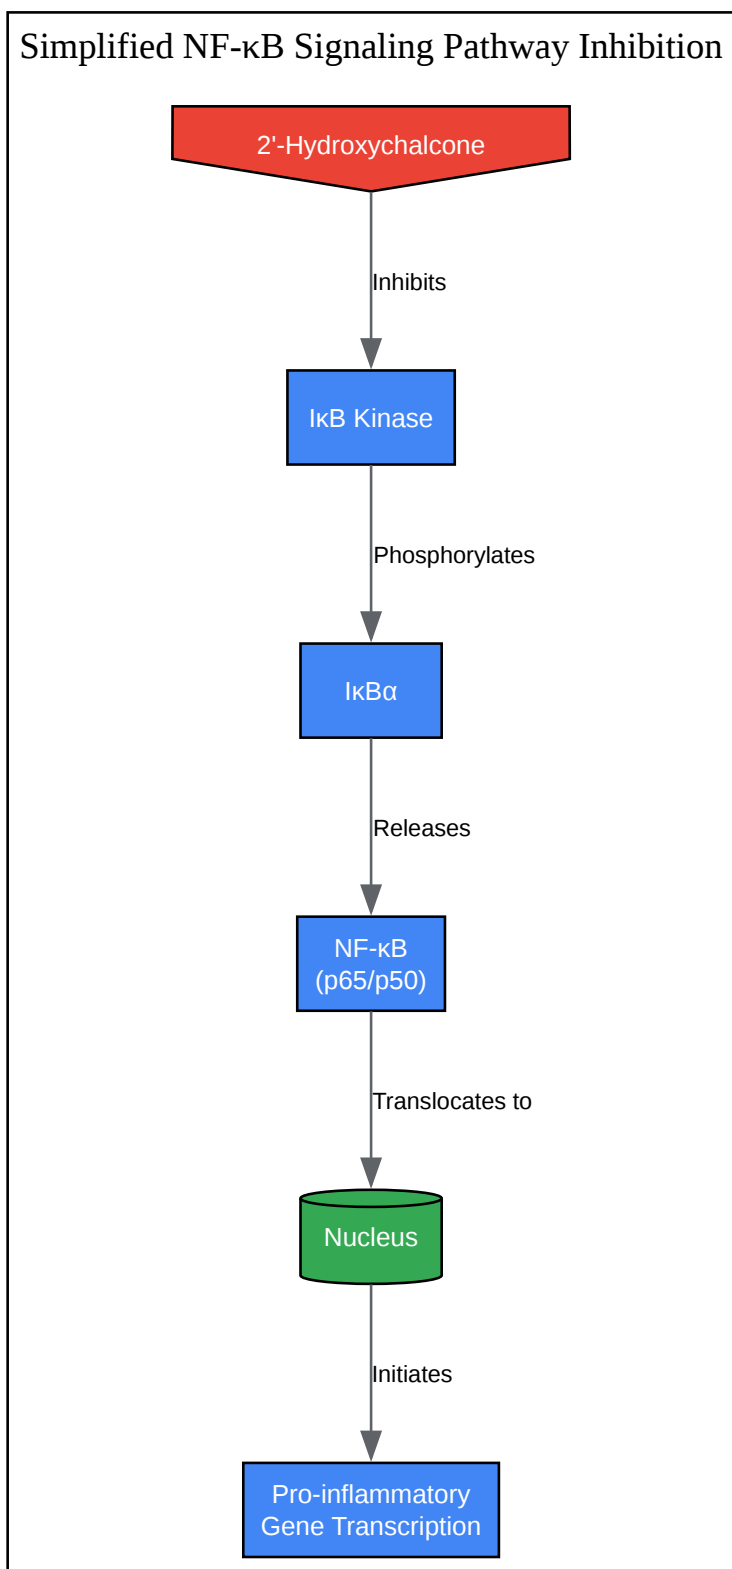 Simplified NF-κB Signaling Pathway Inhibition
2'-Hydroxychalcone
Inhibits
IκB Kinase
Phosphorylates
IκBα
Releases
NF-κB
(p65/p50)
Translocates to
Nucleus
Initiates
Pro-inflammatory
Gene Transcription